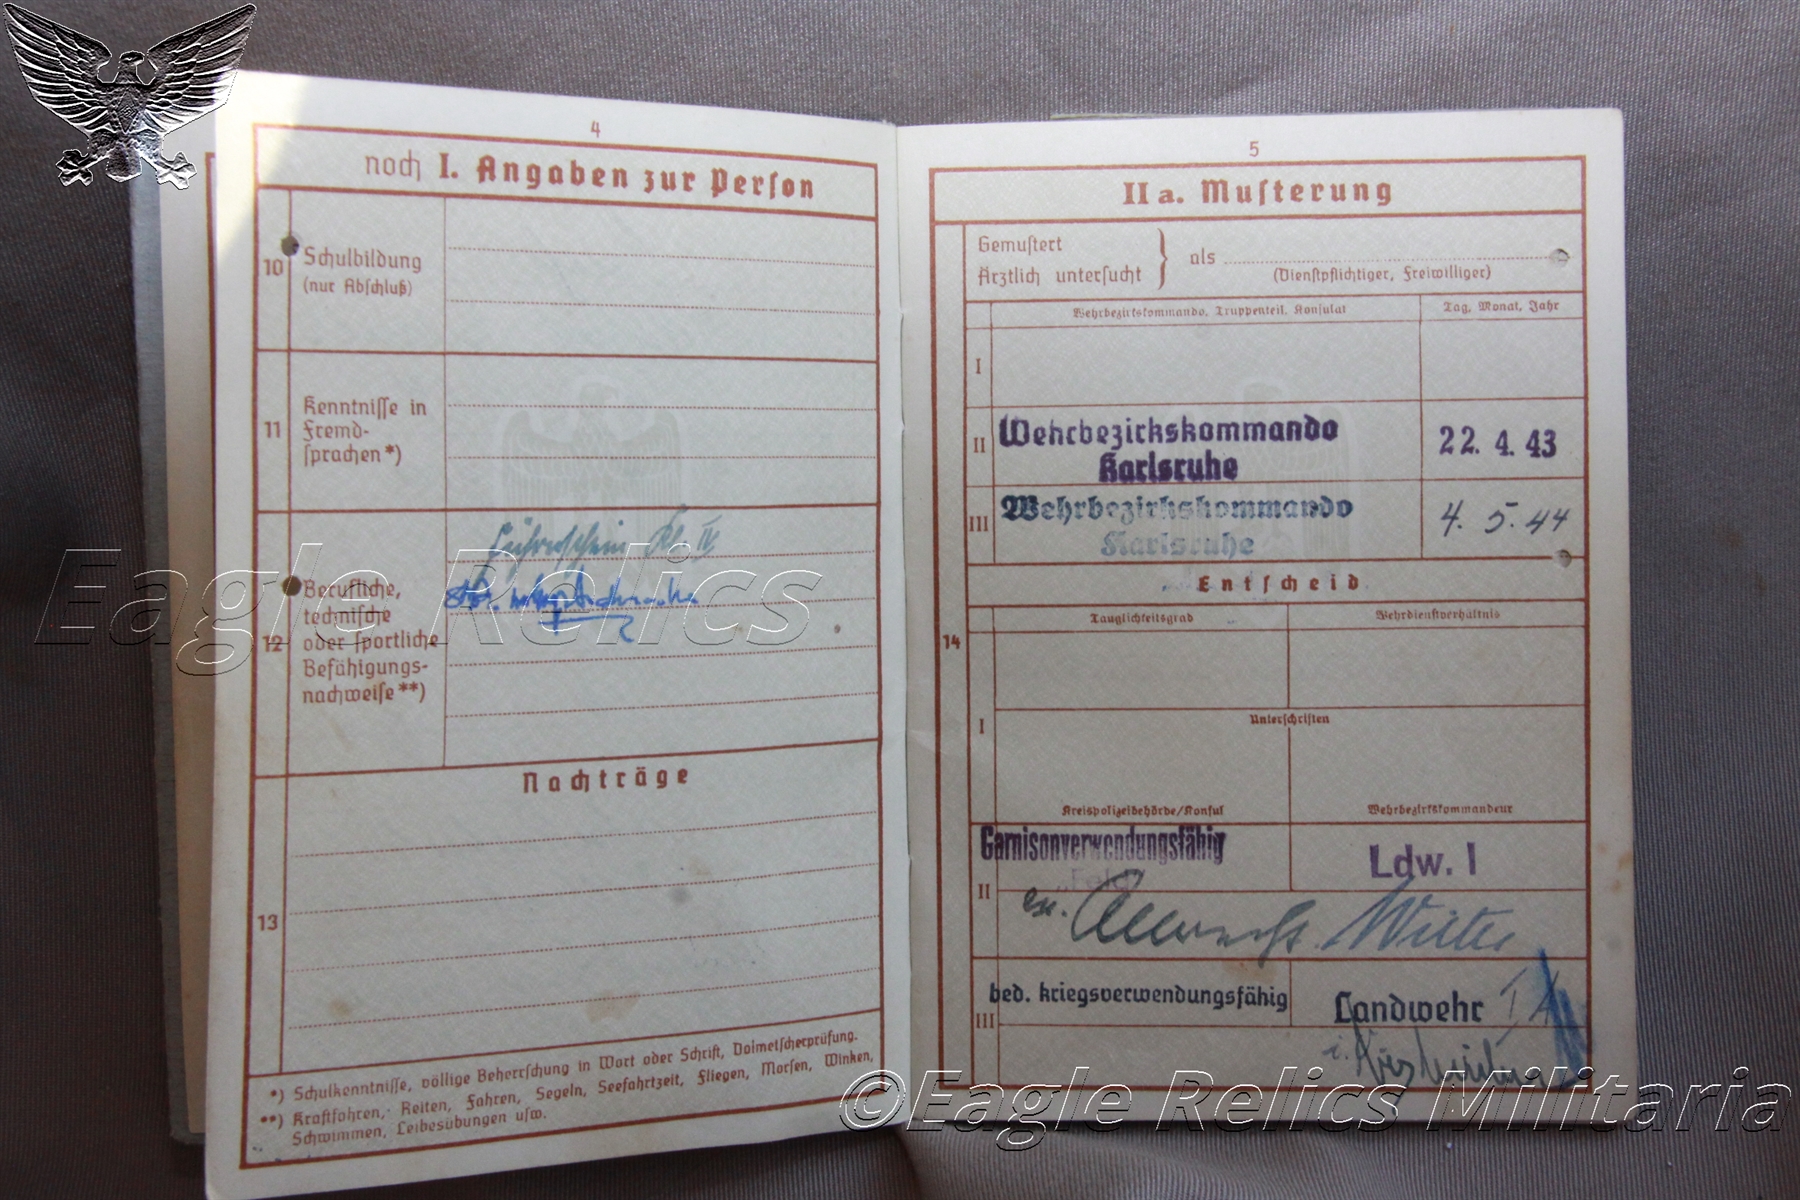 4
noch I. Angaben zur Person
10
Schulbildung
(nur Abschluß)
11
Kenntnisse in
Fremd-
sprachen *)
12
Berufliche,
technische
oder sportliche
Befähigungs-
nachweise **)
Führerschein Kl. IV
Nachträge
13
*) Schulkenntnisse, völlige Beherrschung in Wort oder Schrift, Dolmetscherprüfung.
**) Kraftfahren, Reiten, Fahren, Segeln, Seefahrtzeit, Fliegen, Morsen, Winken,
Schwimmen, Leibesübungen usw.
5
II a. Musterung
Gemustert
Ärztlich untersucht
als
(Dienstpflichtiger, Freiwilliger)
Wehrbezirkskommando, Truppenteil, Konsulat
Tag, Monat, Jahr
I
II
Wehrbezirkskommando
Karlsruhe
22. 4. 43
III
Wehrbezirkskommando
Karlsruhe
4. 5. 44
Entscheid
14
Tauglichkeitsgrad
Wehrdienstverhältnis
I
Unterschriften
Kreispolizeibehörde/Konsul
Wehrbezirkskommandeur
II
Garnisonverwendungsfähig
„Feld“
Ldw. I
III
bed. kriegsverwendungsfähig
Landwehr I
Eagle Relics
©Eagle Relics Militaria